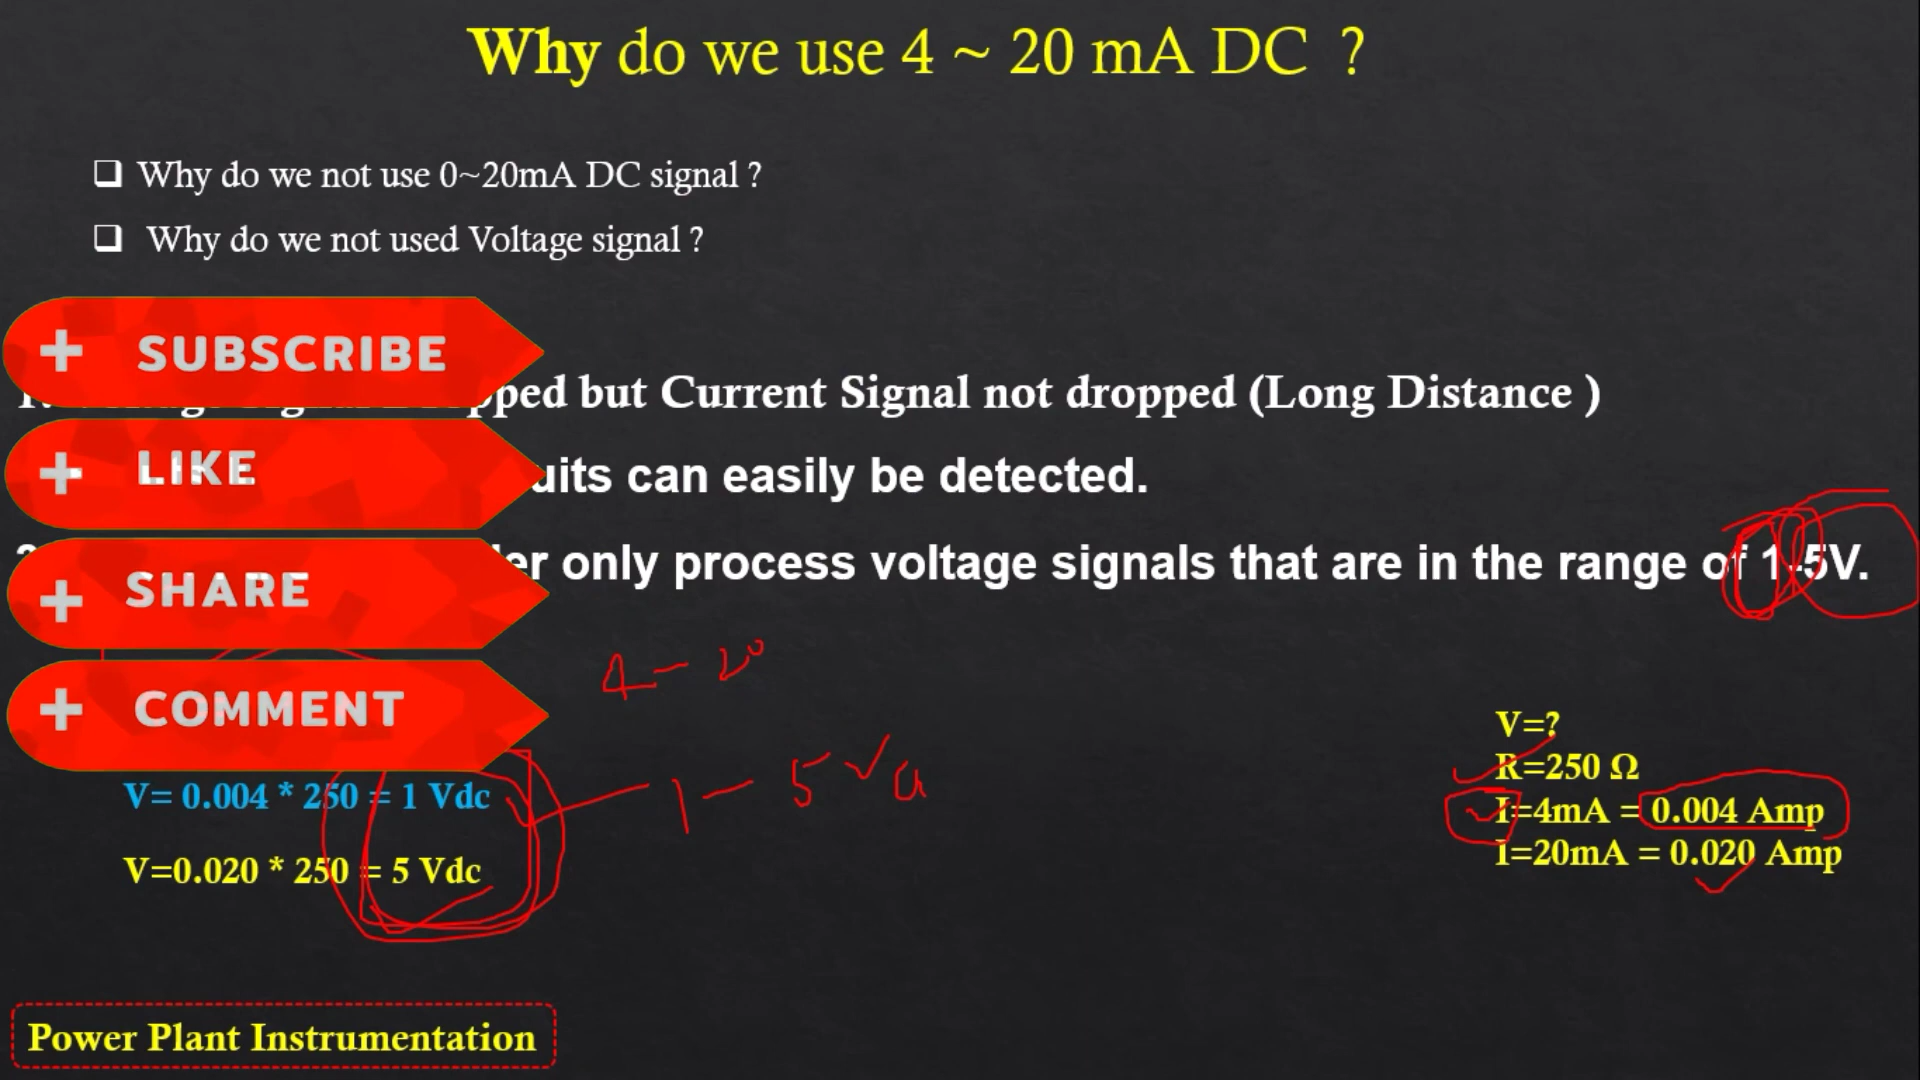 Why do we use 4 ~ 20 mA DC ?
Why do we not use 0~20mA DC signal ?
Why do we not used Voltage signal ?
+ SUBSCRIBE
but Current Signal not dropped (Long Distance )
+ LIKE
can easily be detected.
+ SHARE
only process voltage signals that are in the range of 1-5V.
4 - 20
+ COMMENT
V=?
R=250 Ω
I=4mA = 0.004 Amp
I=20mA = 0.020 Amp
V= 0.004 * 250 = 1 Vdc
1 - 5
V=0.020 * 250 = 5 Vdc
Power Plant Instrumentation